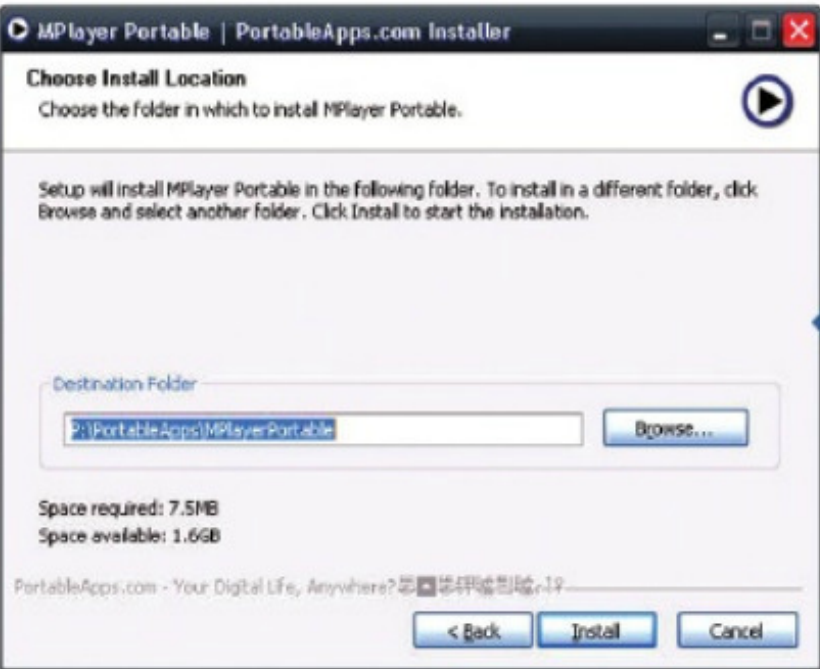 MPlayer Portable | PortableApps.com Installer
Choose Install Location
Choose the folder in which to install MPlayer Portable.
Setup will install MPlayer Portable in the following folder. To install in a different folder, click
Browse and select another folder. Click Install to start the installation.
Destination Folder
P:\PortableApps\MPlayerPortable
Browse...
Space required: 7.5MB
Space available: 1.6GB
PortableApps.com - Your Digital Life, Anywhere?
< Back
Install
Cancel